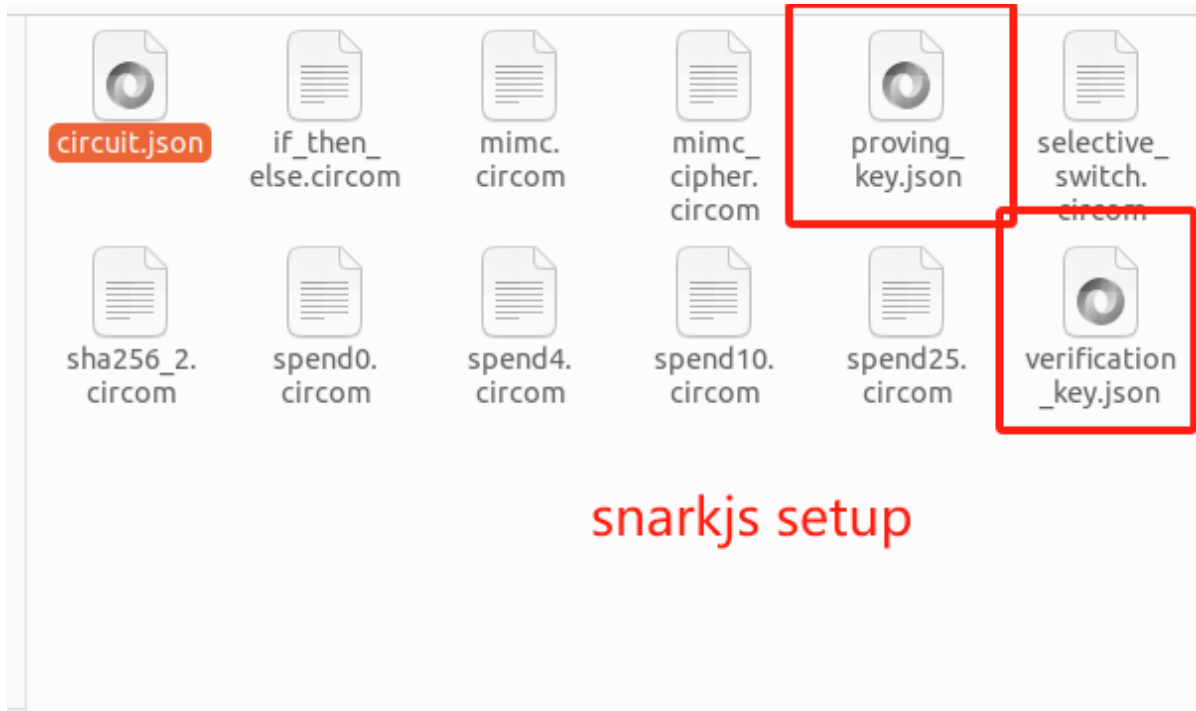 circuit.json
if_then_
else.circom
mimc.
circom
mimc_
cipher.
circom
proving_
key.json
selective_
switch.
circom
sha256_2.
circom
spend0.
circom
spend4.
circom
spend10.
circom
spend25.
circom
verification
_key.json
snarkjs setup